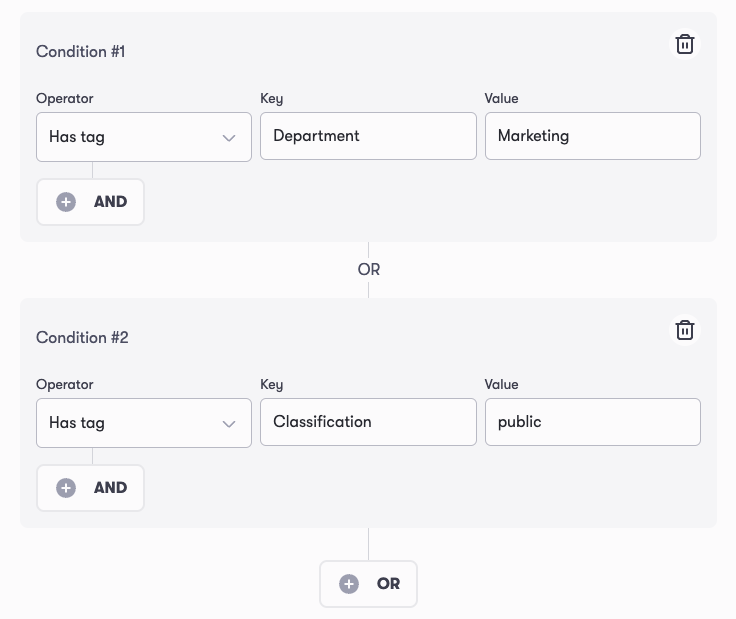 Condition #1
Operator Key Value
Has tag Department Marketing
AND
OR
Condition #2
Operator Key Value
Has tag Classification public
AND
OR